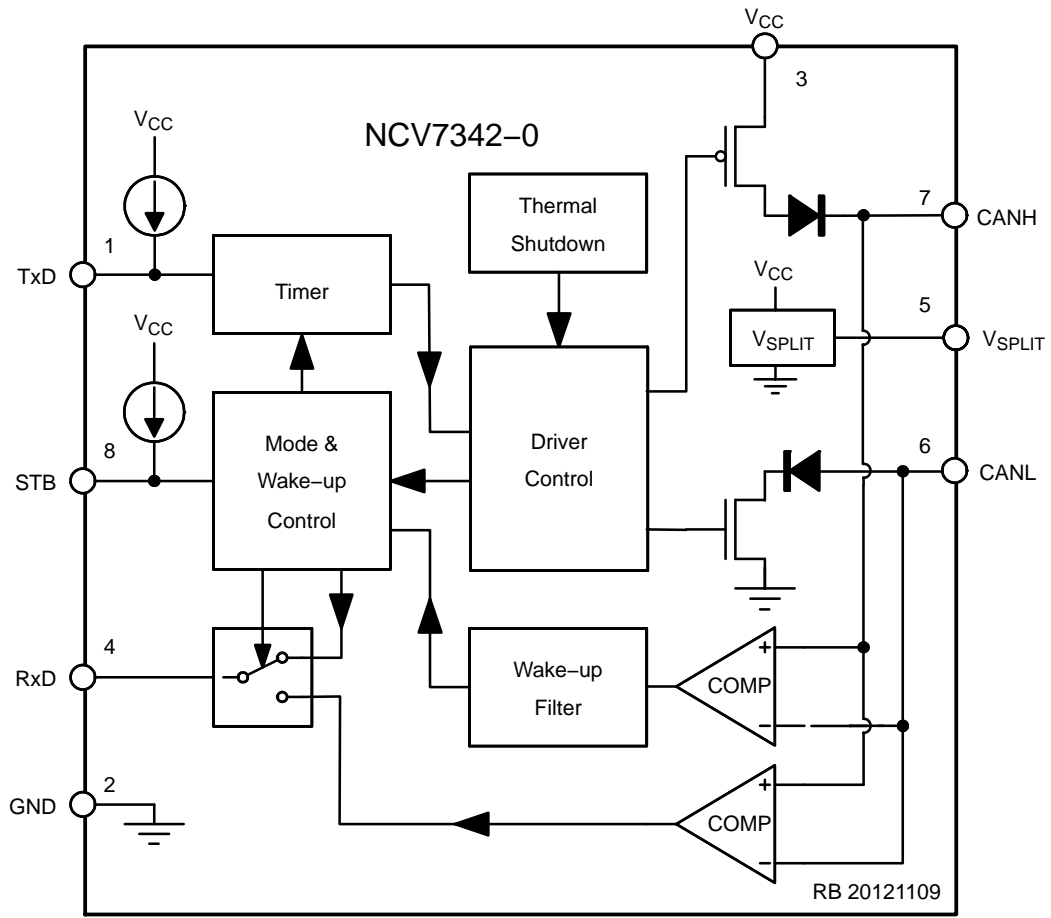 VCC
3
VCC
NCV7342−0
Thermal
Shutdown
7
CANH
1
TxD
Timer
VCC
5
VSPLIT
VSPLIT
VCC
8
STB
Mode &
Wake−up
Control
Driver
Control
6
CANL
4
RxD
Wake−up
Filter
+
COMP
−
2
GND
+
COMP
−
RB 20121109